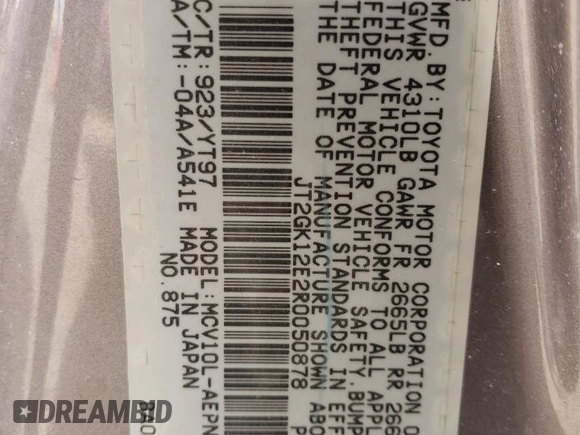 MFD. BY: TOYOTA MOTOR CORPORATION
GVWR 4310LB GAWR FR 2665LB RR
THIS VEHICLE CONFORMS TO ALL
FEDERAL MOTOR VEHICLE SAFETY,
THEFT PREVENTION STANDARDS IN
THE DATE OF MANUFACTURE SHOWN
JT2GK12E2R0050878
C/TR: 923/YT97 MODEL: MCV10L-AEPN
A/TM: -04A/A541E MADE IN JAPAN
NO. 875
DREAMBID